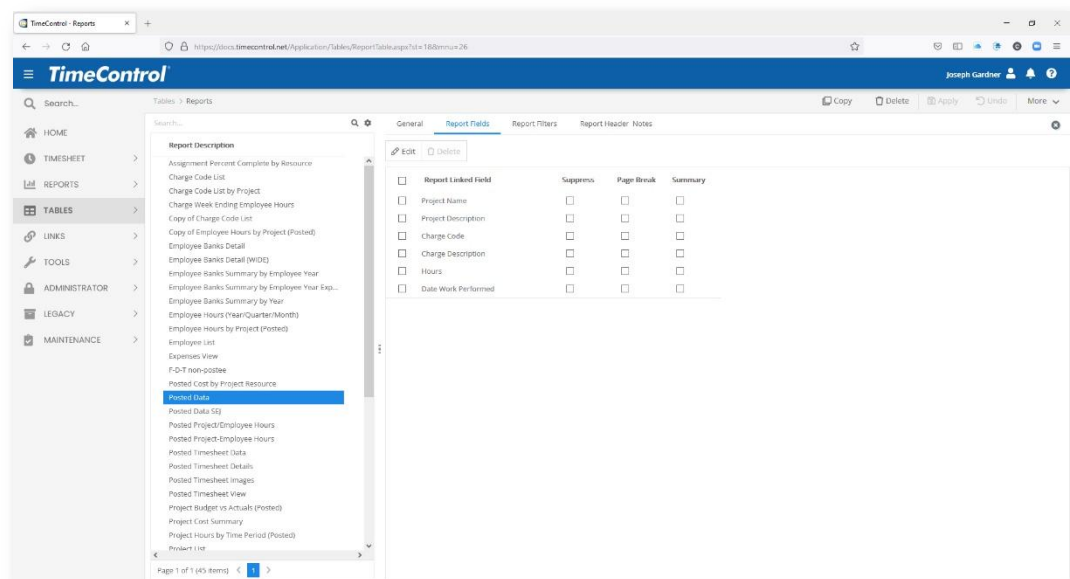 TimeControl - Reports
https://docs.timecontrol.net/Application/Tables/ReportTable.aspx?st=1&8mnu=26
TimeControl
Joseph Gardner
Search...
Tables > Reports
Copy
Delete
Apply
Undo
More
HOME
TIMESHEET
REPORTS
TABLES
LINKS
TOOLS
ADMINISTRATOR
LEGACY
MAINTENANCE
Search...
Report Description
Assignment Percent Complete by Resource
Charge Code List
Charge Code List by Project
Charge Week Ending Employee Hours
Copy of Charge Code List
Copy of Employee Hours by Project (Posted)
Employee Banks Detail
Employee Banks Detail (WIDE)
Employee Banks Summary by Employee Year
Employee Banks Summary by Employee Year Exp...
Employee Banks Summary by Year
Employee Hours (Year/Quarter/Month)
Employee Hours by Project (Posted)
Employee List
Expenses View
F-D-T non-postee
Posted Cost by Project Resource
Posted Data
Posted Data SEJ
Posted Project/Employee Hours
Posted Project-Employee Hours
Posted Timesheet Data
Posted Timesheet Details
Posted Timesheet Images
Posted Timesheet View
Project Budget vs Actuals (Posted)
Project Cost Summary
Project Hours by Time Period (Posted)
Project List
Page 1 of 1 (45 items) 1
General Report Fields Report Filters Report Header Notes
Edit Delete
Report Linked Field Suppress Page Break Summary
Project Name
Project Description
Charge Code
Charge Description
Hours
Date Work Performed